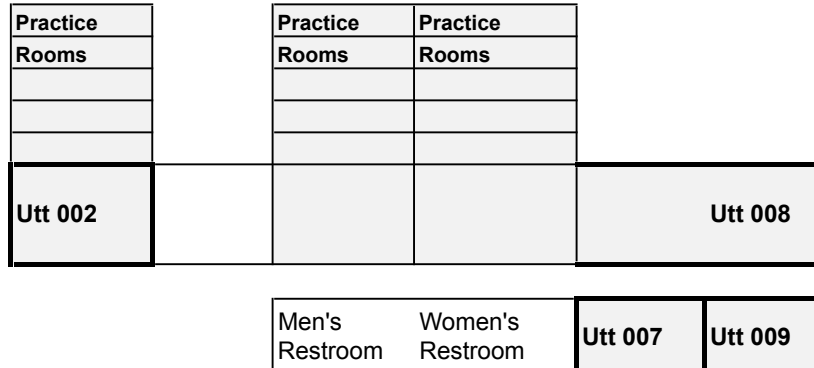 Practice Practice Practice
Rooms Rooms Rooms
Utt 002 Utt 008
Men's Women's
Restroom Restroom
Utt 007 Utt 009